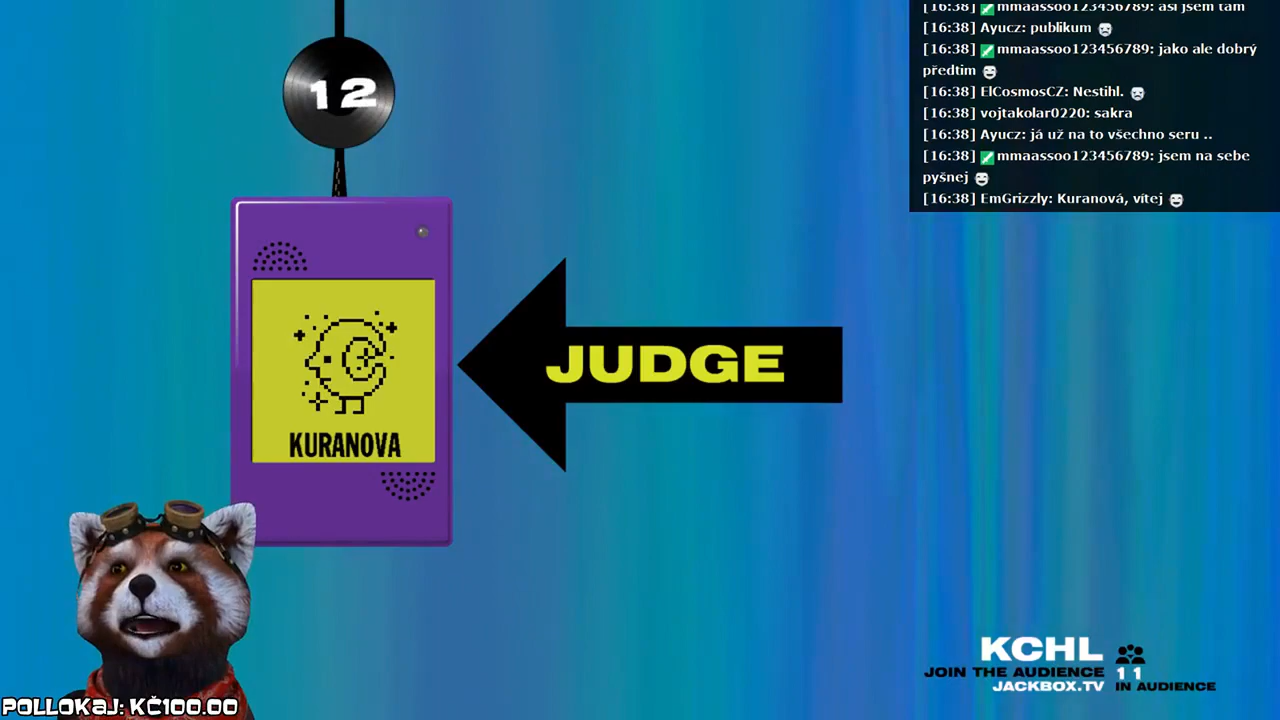 [16:38] mmaassoo123456789: asi jsem tam
[16:38] Ayucz: publikum
[16:38] mmaassoo123456789: jako ale dobrý
předtim
[16:38] ElCosmosCZ: Nestihl.
[16:38] vojtakolar0220: sakra
[16:38] Ayucz: já už na to všechno seru ..
[16:38] mmaassoo123456789: jsem na sebe
pyšnej
[16:38] EmGrizzly: Kuranová, vítej
12
JUDGE
KURANOVA
KCHL
JOIN THE AUDIENCE
JACKBOX.TV
11
IN AUDIENCE
POLLOKAJ: KČ100.00